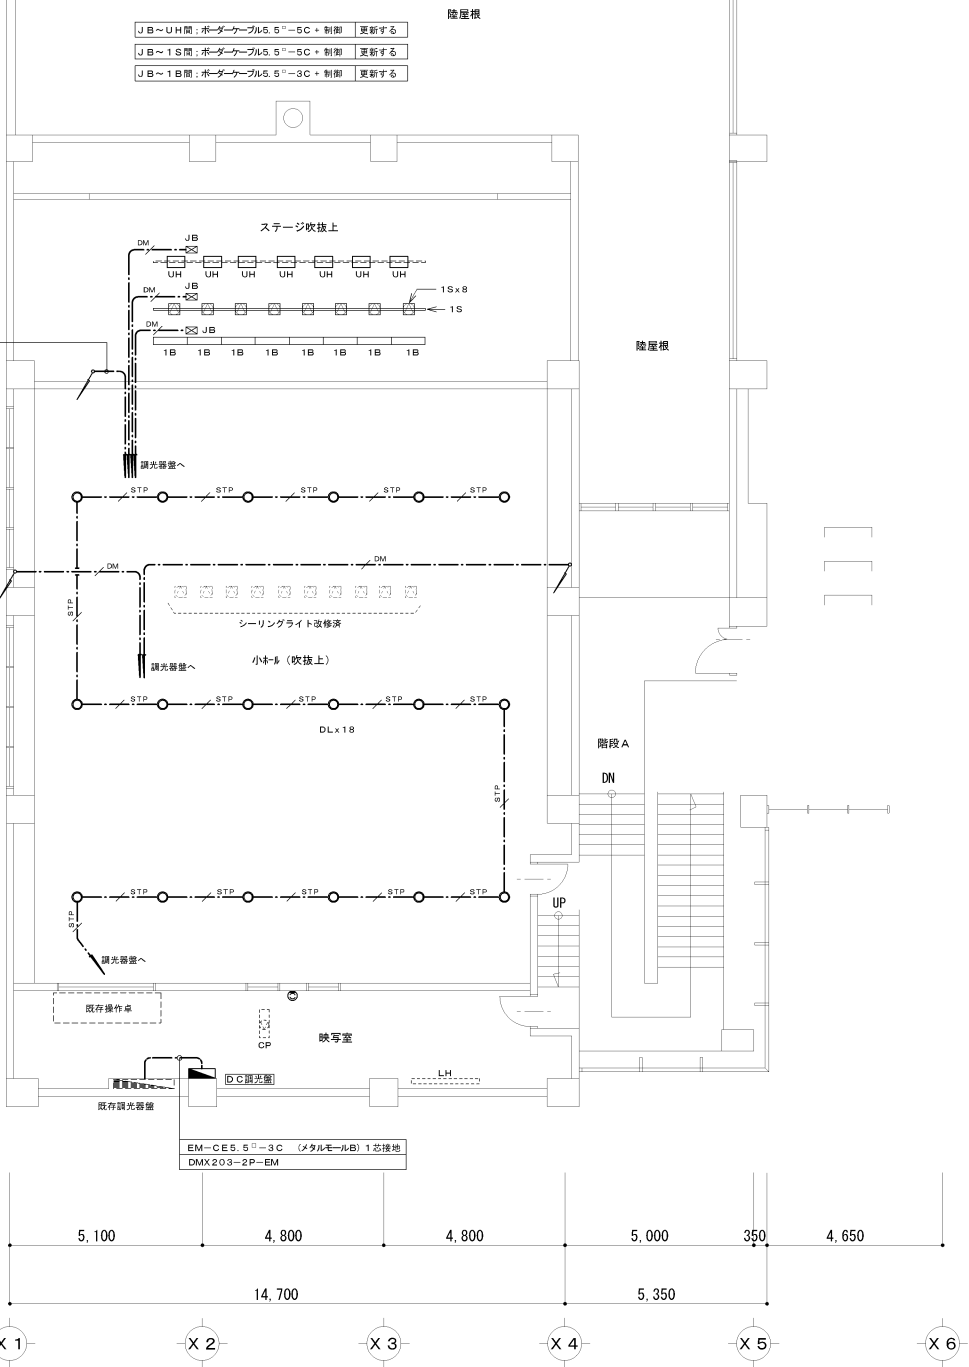 陸屋根
JB～UH間；ボーダーケーブル5.5□－5C＋制御 更新する
JB～1S間；ボーダーケーブル5.5□－5C＋制御 更新する
JB～1B間；ボーダーケーブル5.5□－3C＋制御 更新する
ステージ吹抜上
DM JB
UH UH UH UH UH UH UH
DM JB
1Sx8
1S
DM JB
1B 1B 1B 1B 1B 1B 1B 1B
陸屋根
調光器盤へ
STP STP STP STP STP
DM DM
STP
シーリングライト改修済
小ホール（吹抜上）
調光器盤へ
STP STP STP STP STP
DLx18
階段A
DN
STP
STP STP STP STP STP
UP
STP
調光器盤へ
既存操作卓
CP
映写室
LH
DC調光盤
既存調光器盤
EM－CE5.5□－3C （メタルモールB）1芯接地
DMX203－2P－EM
5,100 4,800 4,800 5,000 350 4,650
14,700 5,350
X1 X2 X3 X4 X5 X6